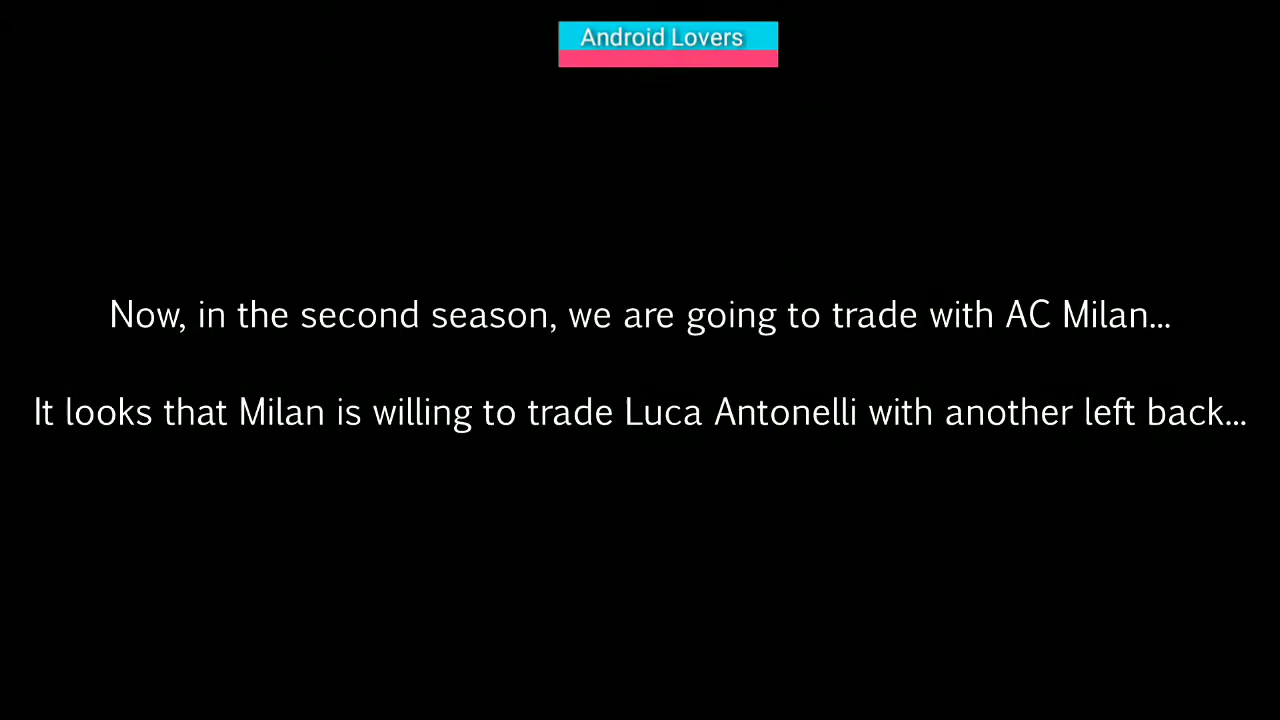 Android Lovers
Now, in the second season, we are going to trade with AC Milan...
It looks that Milan is willing to trade Luca Antonelli with another left back...